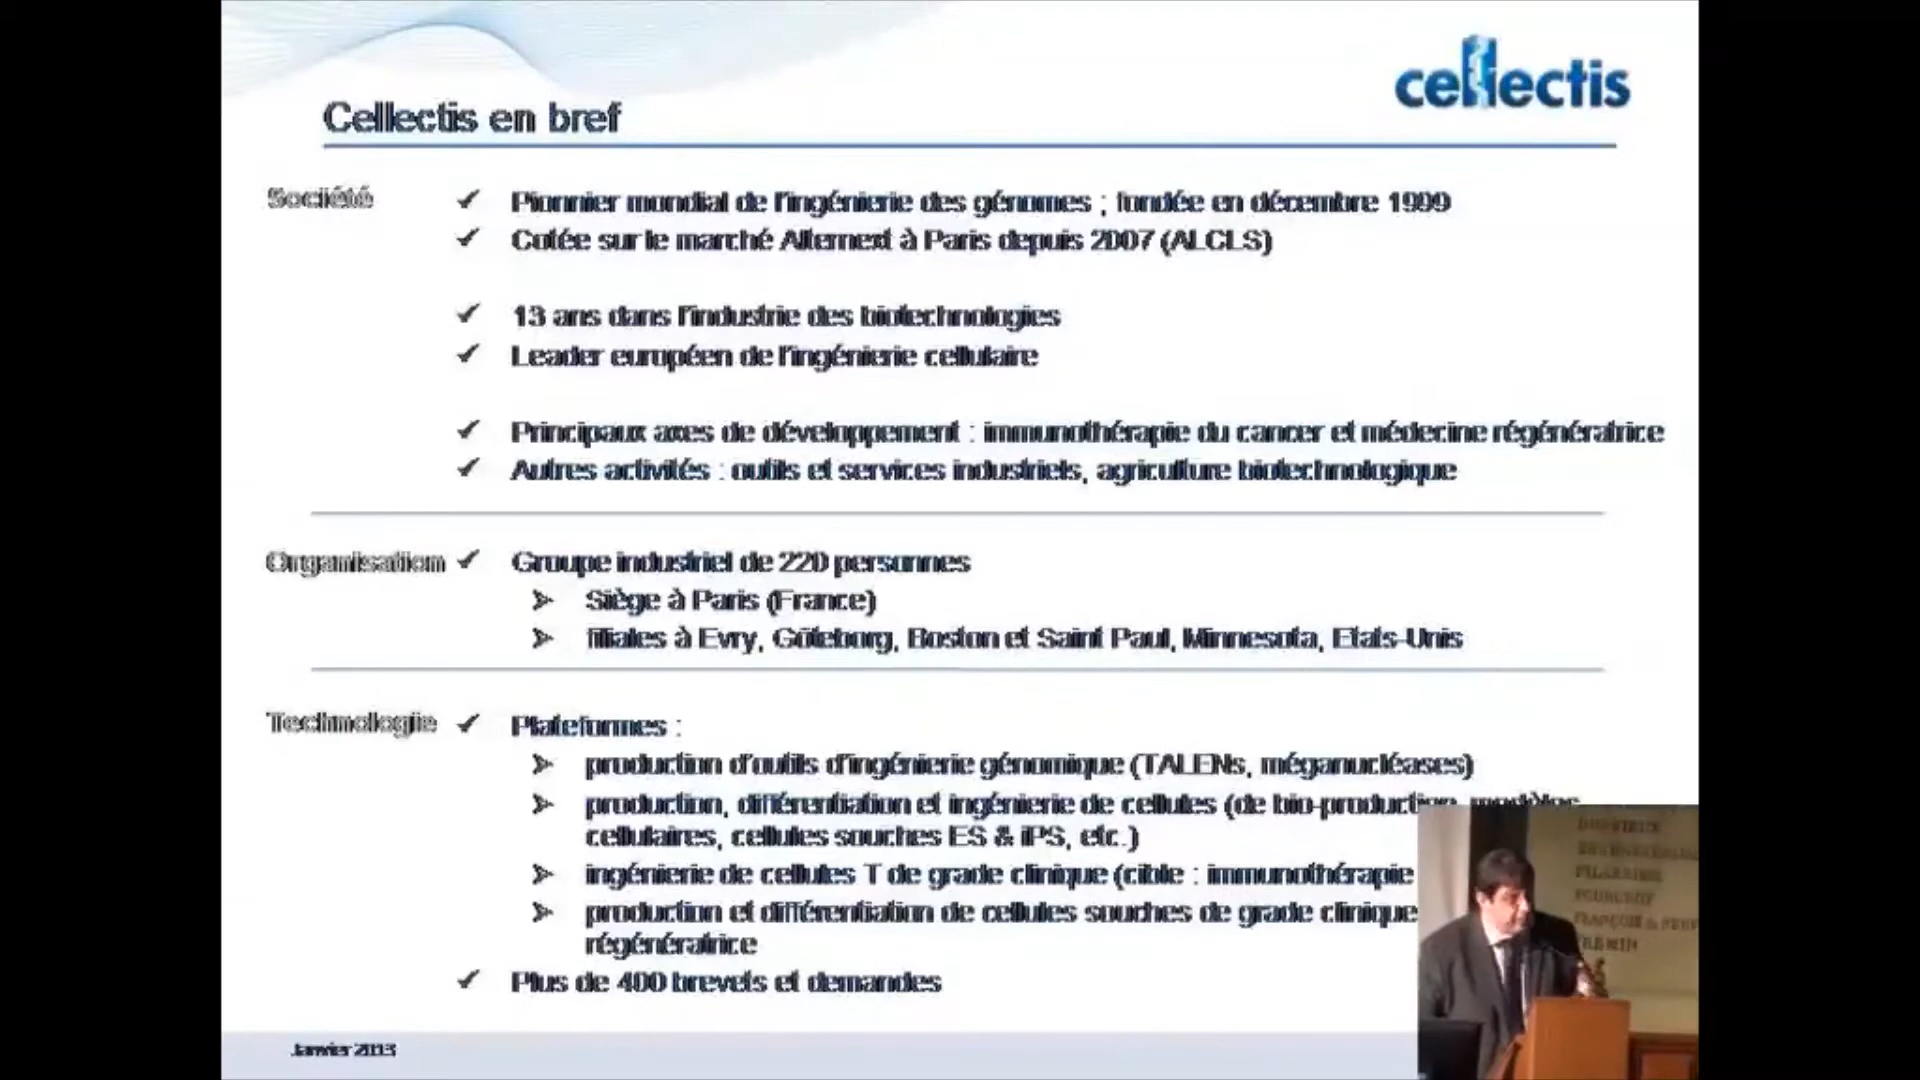 cellectis
Cellectis en bref
Société
Pionnier mondial de l'ingénierie des génomes ; fondée en décembre 1999
Cotée sur le marché Alternext à Paris depuis 2007 (ALCLS)
13 ans dans l'industrie des biotechnologies
Leader européen de l'ingénierie cellulaire
Principaux axes de développement : immunothérapie du cancer et médecine régénératrice
Autres activités : outils et services industriels, agriculture biotechnologique
Organisation
Groupe industriel de 220 personnes
Siège à Paris (France)
filiales à Evry, Göteborg, Boston et Saint Paul, Minnesota, Etats-Unis
Technologie
Plateformes :
production d'outils d'ingénierie génomique (TALENs, méganucléases)
production, différentiation et ingénierie de cellules (de bio-production, modèles
cellulaires, cellules souches ES & iPS, etc.)
ingénierie de cellules T de grade clinique (cible : immunothérapie
production et différentiation de cellules souches de grade clinique
régénératrice
Plus de 400 brevets et demandes
Janvier 2013